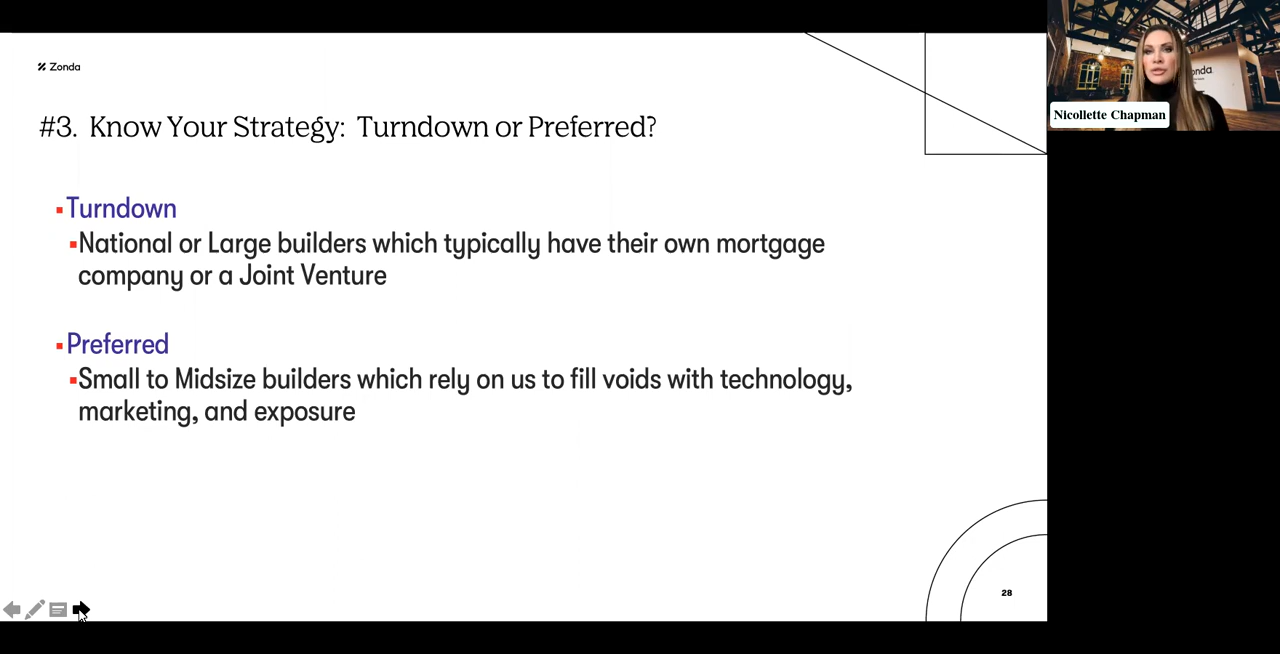 Zonda
#3. Know Your Strategy: Turndown or Preferred?
Turndown
National or Large builders which typically have their own mortgage
company or a Joint Venture
Preferred
Small to Midsize builders which rely on us to fill voids with technology,
marketing, and exposure
28
onda
Nicollette Chapman